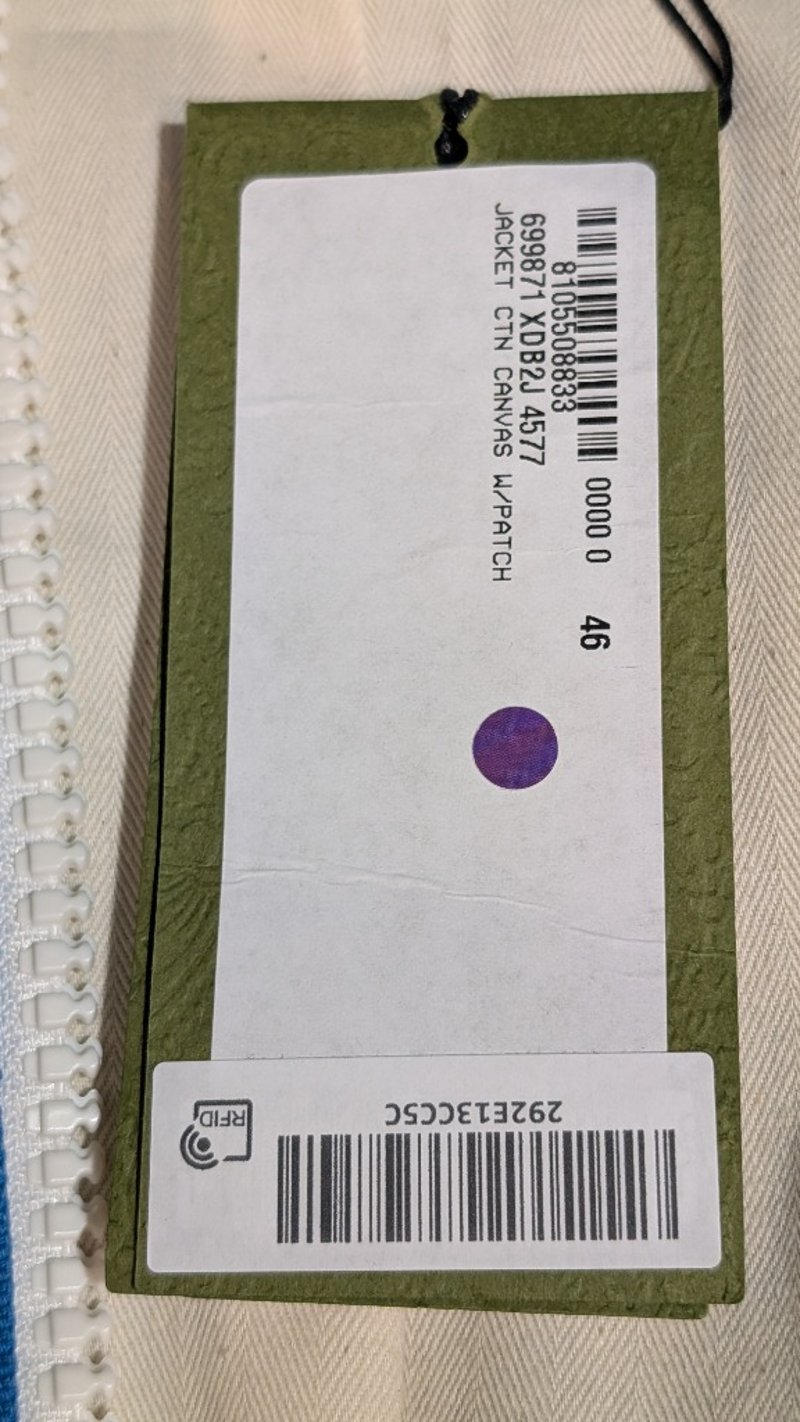 0000 0 46
8105508833
699871 XDB2J 4577
JACKET CTN CANVAS W/PATCH
292E13CC5C
RFID